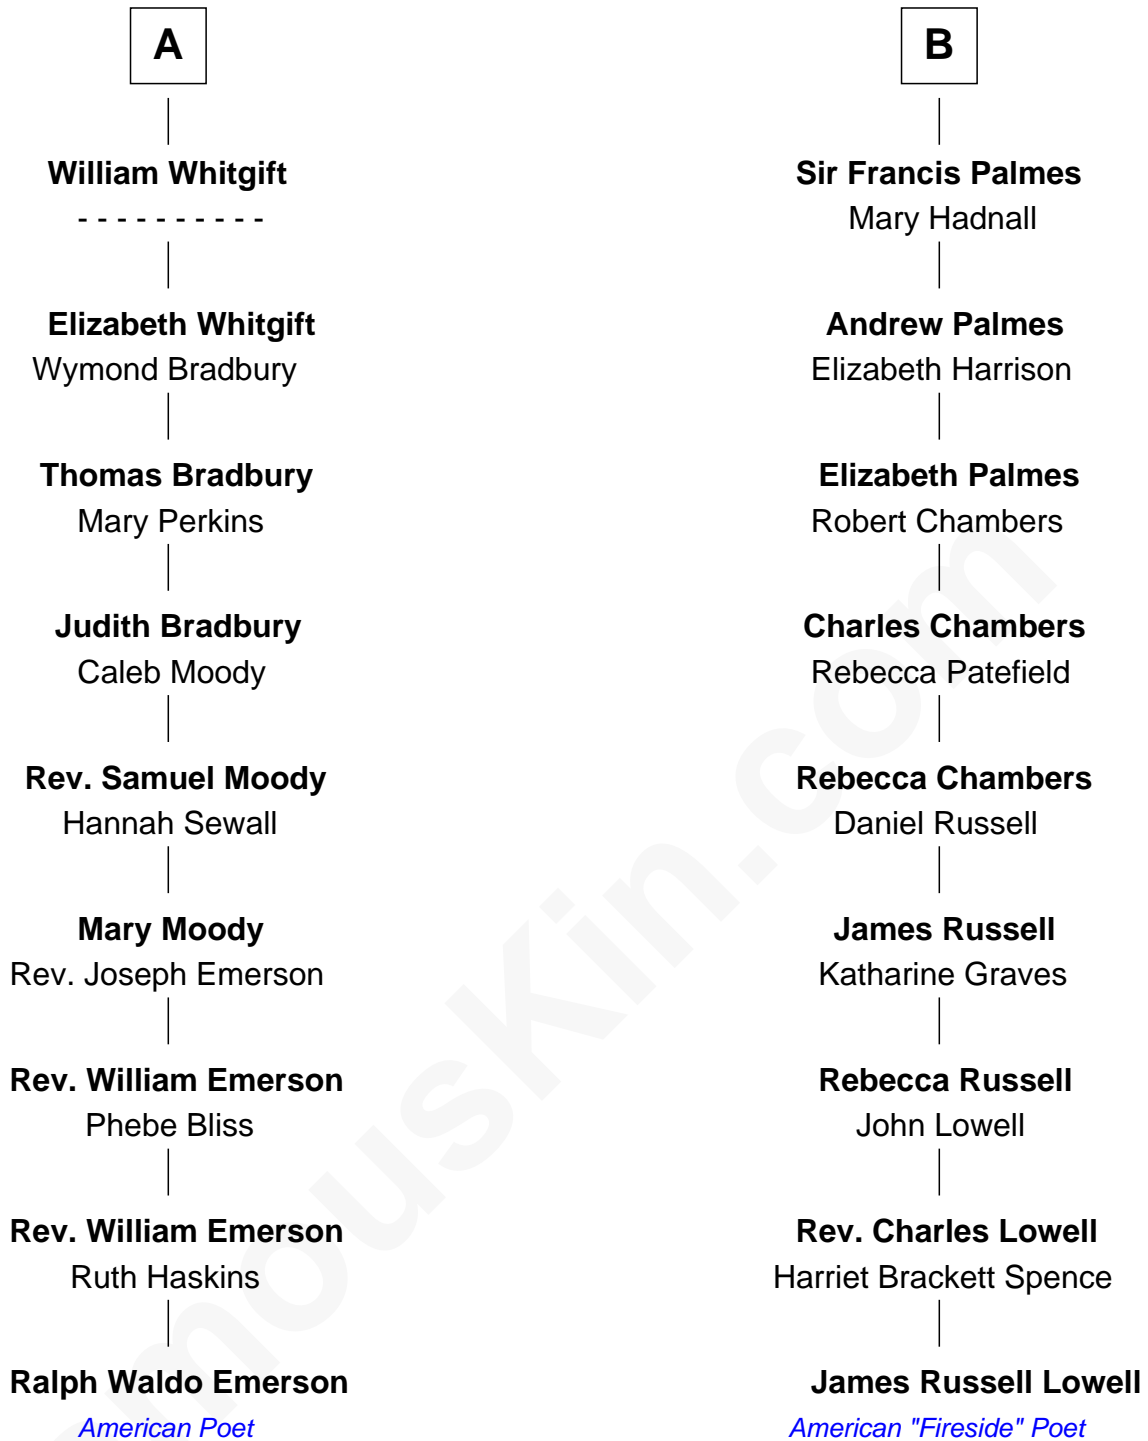 A
William Whitgift
- - - - - - - - - -
Elizabeth Whitgift
Wymond Bradbury
Thomas Bradbury
Mary Perkins
Judith Bradbury
Caleb Moody
Rev. Samuel Moody
Hannah Sewall
Mary Moody
Rev. Joseph Emerson
Rev. William Emerson
Phebe Bliss
Rev. William Emerson
Ruth Haskins
Ralph Waldo Emerson
American Poet
B
Sir Francis Palmes
Mary Hadnall
Andrew Palmes
Elizabeth Harrison
Elizabeth Palmes
Robert Chambers
Charles Chambers
Rebecca Patefield
Rebecca Chambers
Daniel Russell
James Russell
Katharine Graves
Rebecca Russell
John Lowell
Rev. Charles Lowell
Harriet Brackett Spence
James Russell Lowell
American "Fireside" Poet
mousKin.com